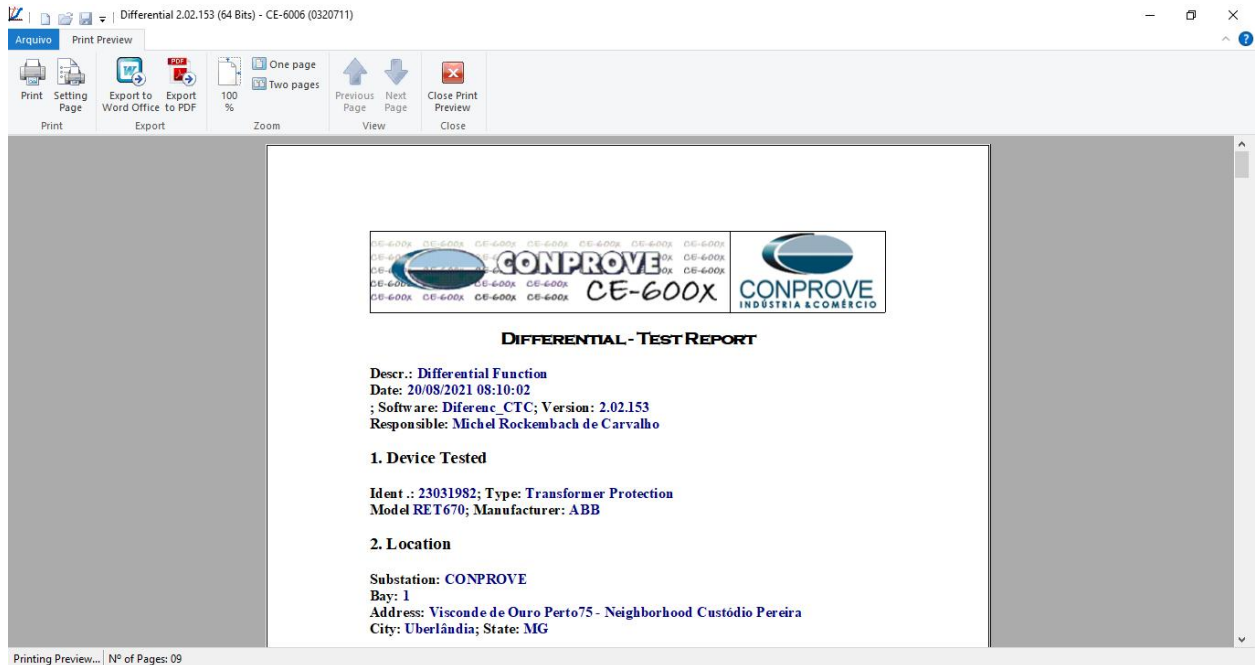 Differential 2.02.153 (64 Bits) - CE-6006 (0320711)
Arquivo Print Preview
Print Setting Page Export to Word Office Export to PDF 100 % One page Two pages Previous Page Next Page Close Print Preview
Print Export Zoom View Close
CONPROVE
CE-600X
CONPROVE
INDÚSTRIA & COMÉRCIO
DIFFERENTIAL - TEST REPORT
Descr.: Differential Function
Date: 20/08/2021 08:10:02
; Software: Diferenc_CTC; Version: 2.02.153
Responsible: Michel Rockembach de Carvalho
1. Device Tested
Ident .: 23031982; Type: Transformer Protection
Model RET670; Manufacturer: ABB
2. Location
Substation: CONPROVE
Bay: 1
Address: Visconde de Ouro Perto75 - Neighborhood Custódio Pereira
City: Uberlândia; State: MG
Printing Preview... Nº of Pages: 09